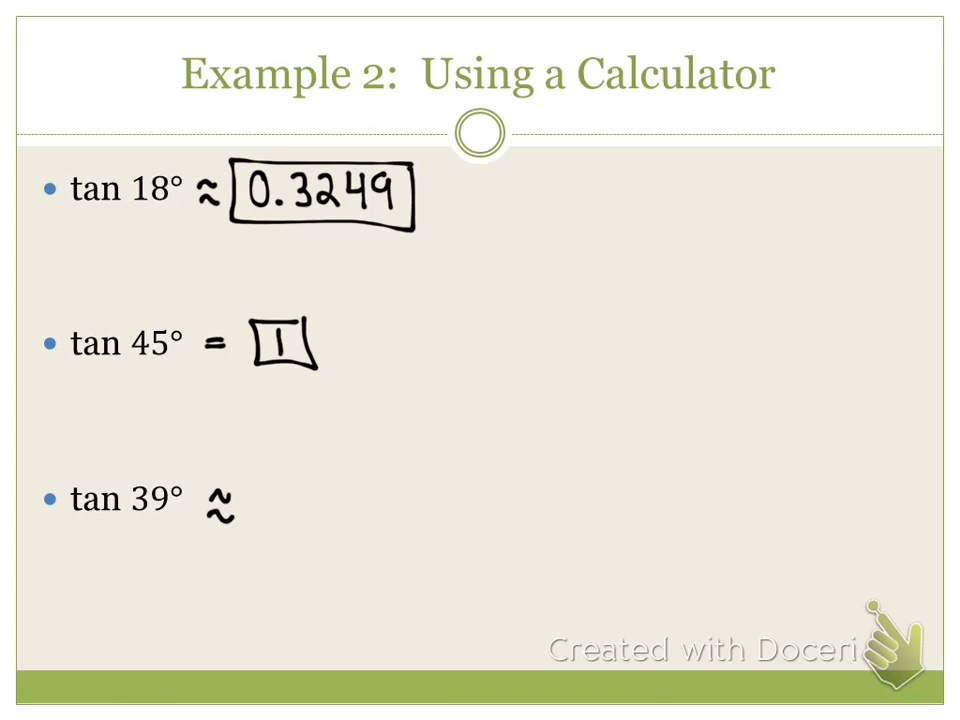 Example 2: Using a Calculator
• tan 18° ≈ 0.3249
• tan 45° = 1
• tan 39° ≈
Created with Doceri